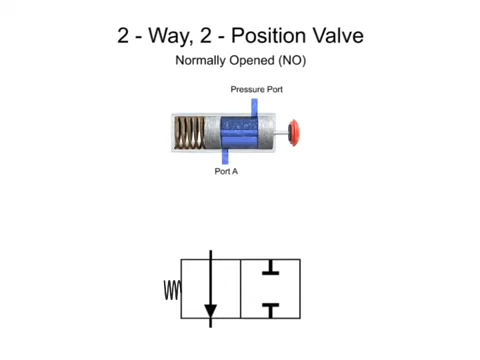 2 - Way, 2 - Position Valve
Normally Opened (NO)
Pressure Port
Port A